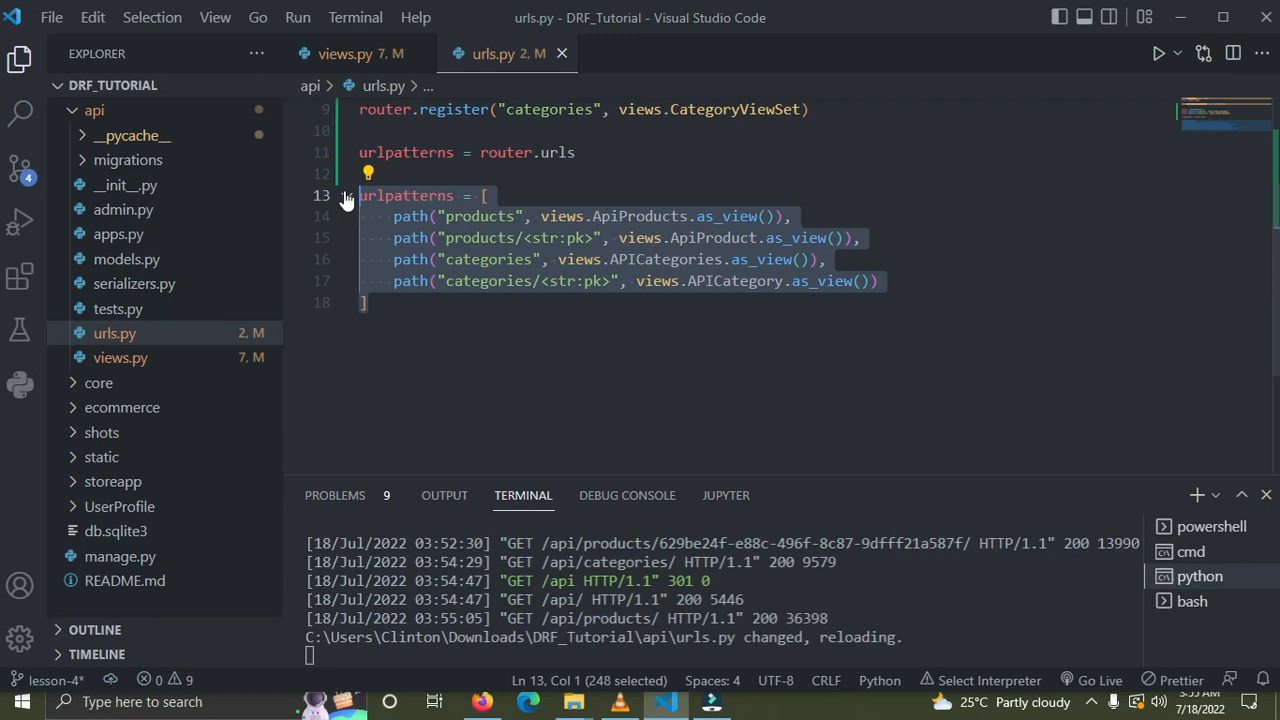 File Edit Selection View Go Run Terminal Help urls.py - DRF_Tutorial - Visual Studio Code
EXPLORER ··· views.py 7, M urls.py 2, M
DRF_TUTORIAL api > urls.py > ...
api
__pycache__
migrations
__init__.py
admin.py
apps.py
models.py
serializers.py
tests.py
urls.py 2, M
views.py 7, M
core
ecommerce
shots
static
storeapp
UserProfile
db.sqlite3
manage.py
README.md
OUTLINE
TIMELINE
9 router.register("categories", views.CategoryViewSet)
10
11 urlpatterns = router.urls
12
13 urlpatterns = [
14 path("products", views.ApiProducts.as_view()),
15 path("products/<str:pk>", views.ApiProduct.as_view()),
16 path("categories", views.APICategories.as_view()),
17 path("categories/<str:pk>", views.APICategory.as_view())
18 ]
PROBLEMS 9 OUTPUT TERMINAL DEBUG CONSOLE JUPYTER
[18/Jul/2022 03:52:30] "GET /api/products/629be24f-e88c-496f-8c87-9dfff21a587f/ HTTP/1.1" 200 13990
[18/Jul/2022 03:54:29] "GET /api/categories/ HTTP/1.1" 200 9579
[18/Jul/2022 03:54:47] "GET /api HTTP/1.1" 301 0
[18/Jul/2022 03:54:47] "GET /api/ HTTP/1.1" 200 5446
[18/Jul/2022 03:55:05] "GET /api/products/ HTTP/1.1" 200 36398
C:\Users\Clinton\Downloads\DRF_Tutorial\api\urls.py changed, reloading.
powershell
cmd
python
bash
4
lesson-4* 0 9 Ln 13, Col 1 (248 selected) Spaces: 4 UTF-8 CRLF Python Select Interpreter Go Live Prettier
Type here to search 25°C Partly cloudy 3:55 AM
7/18/2022